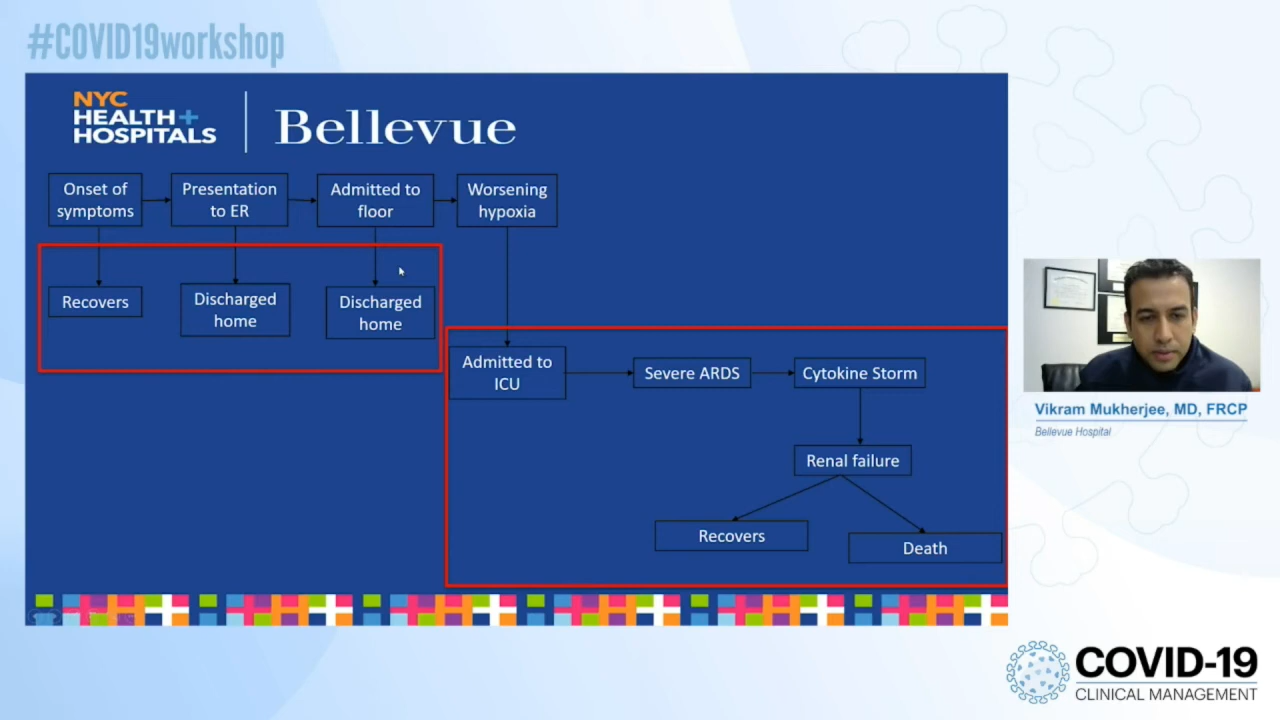 #COVID19workshop
NYC
HEALTH+
HOSPITALS
Bellevue
Onset of
symptoms
Presentation
to ER
Admitted to
floor
Worsening
hypoxia
Recovers
Discharged
home
Discharged
home
Admitted to
ICU
Severe ARDS
Cytokine Storm
Renal failure
Recovers
Death
Vikram Mukherjee, MD, FRCP
Bellevue Hospital
COVID-19
CLINICAL MANAGEMENT